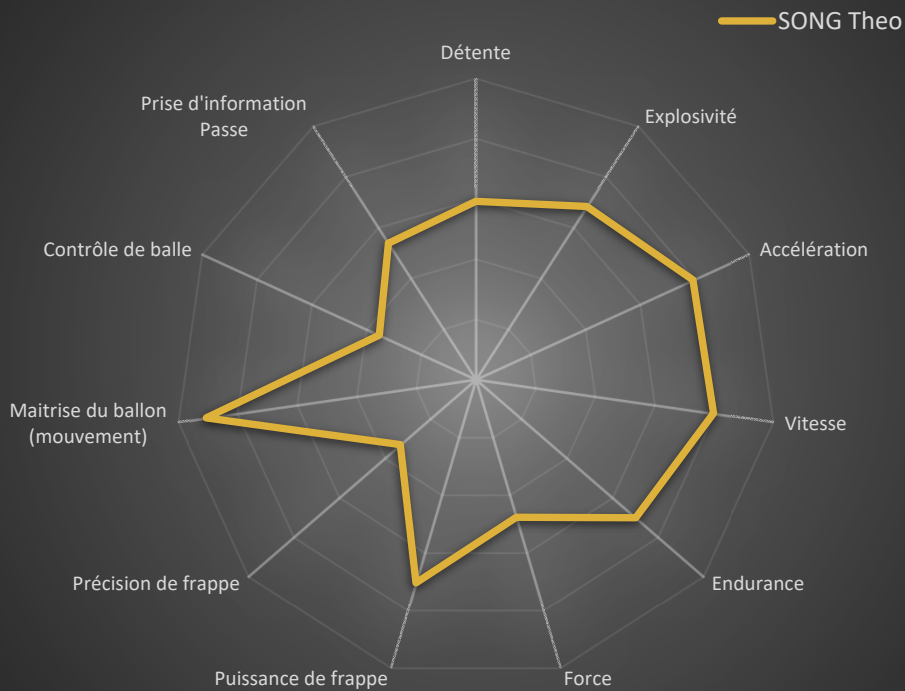 SONG Theo
Détente
Explosivité
Accélération
Vitesse
Endurance
Force
Puissance de frappe
Précision de frappe
Maitrise du ballon
(mouvement)
Contrôle de balle
Prise d'information
Passe